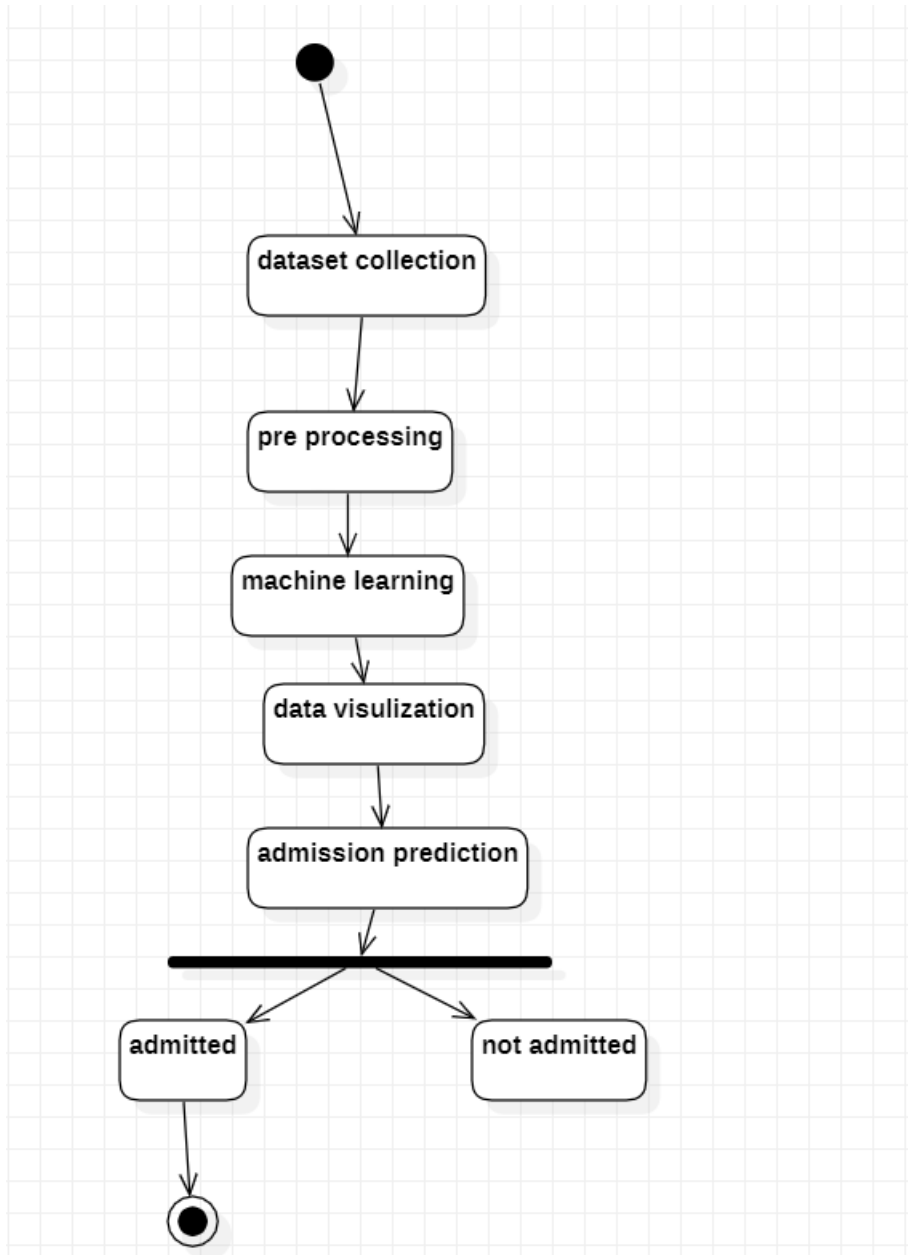 dataset collection
pre processing
machine learning
data visulization
admission prediction
admitted
not admitted